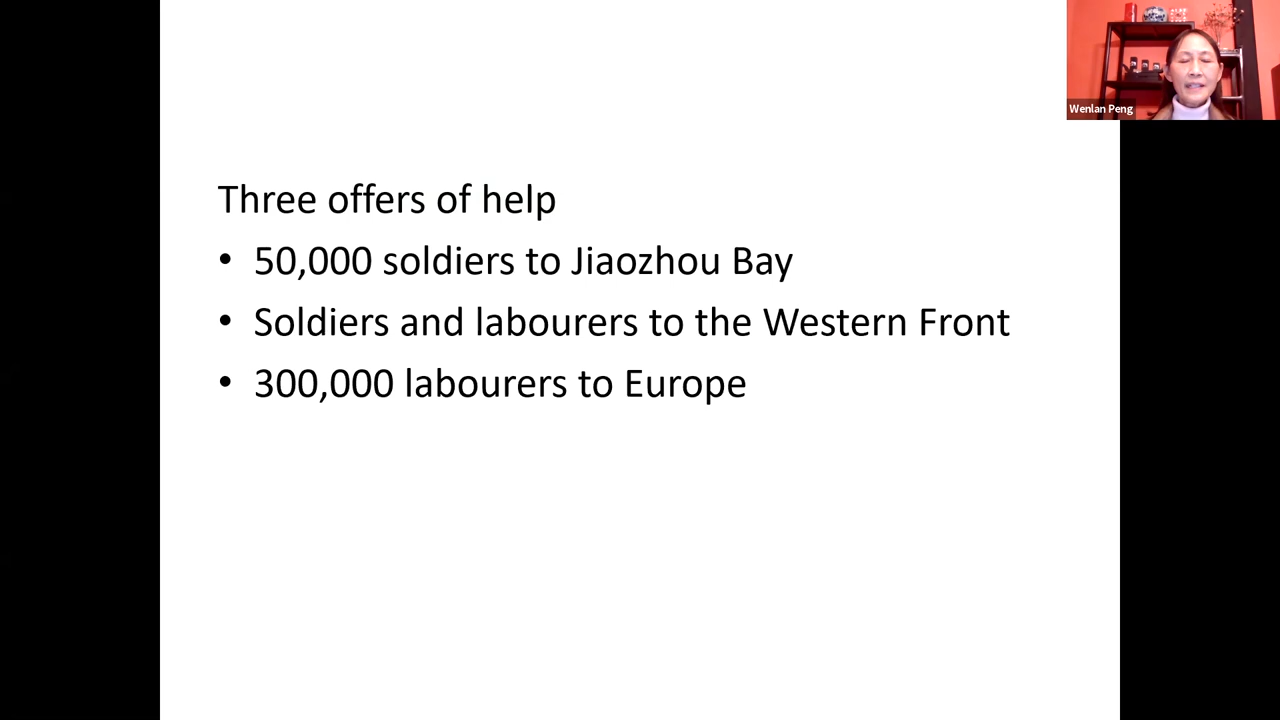 Wenlan Peng
Three offers of help
• 50,000 soldiers to Jiaozhou Bay
• Soldiers and labourers to the Western Front
• 300,000 labourers to Europe